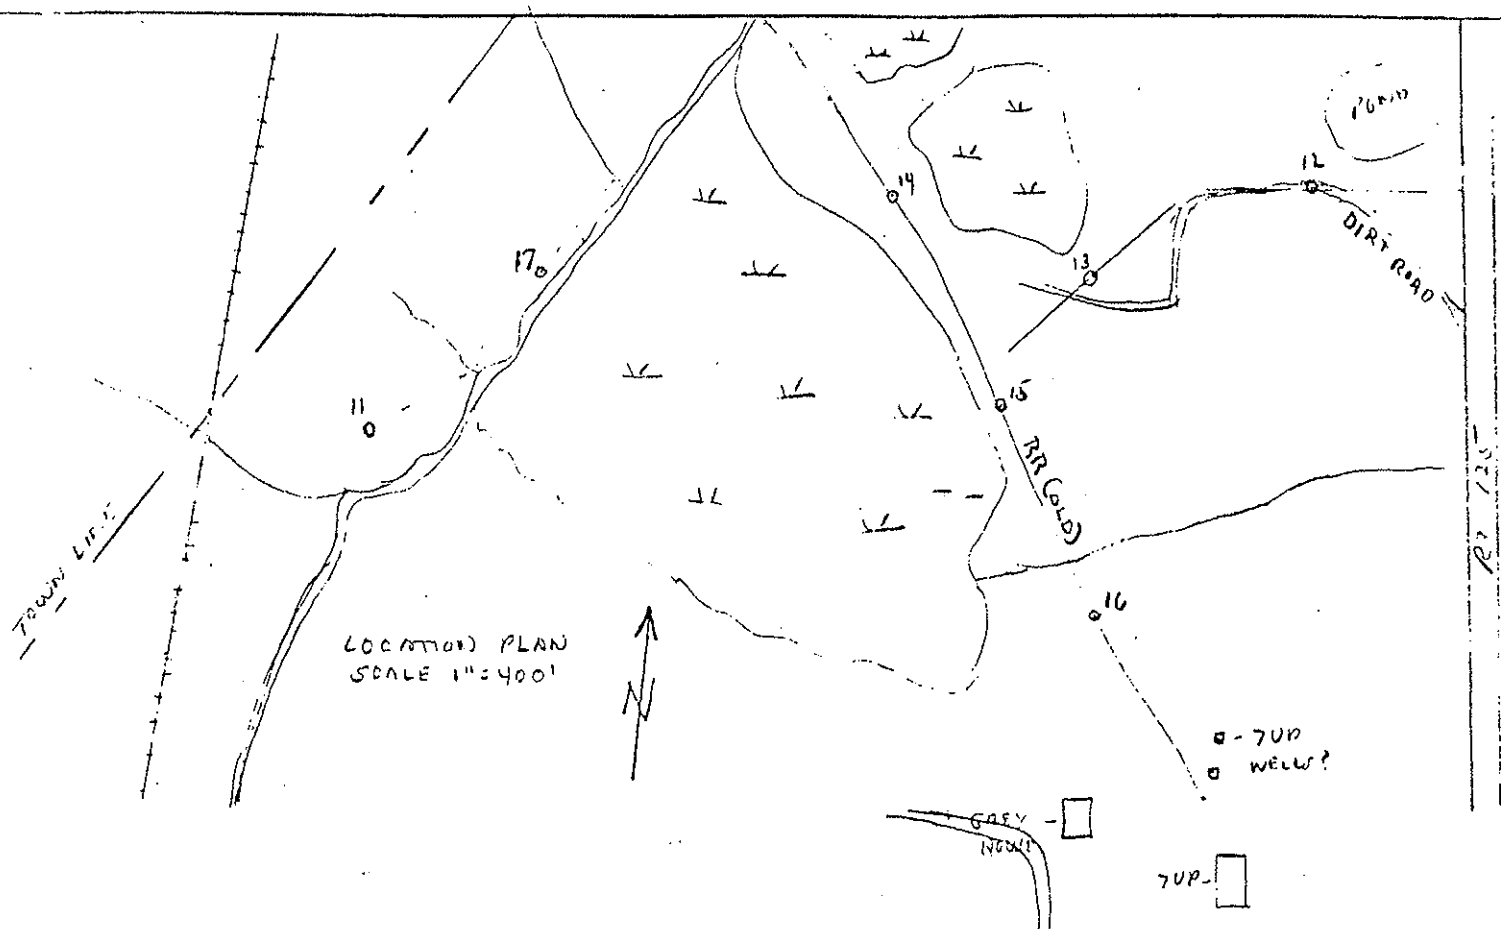 POND
12
DIRT ROAD
14
13
17
15
11
RR (OLD)
RT 125
TOWN LINE
16
LOCATION PLAN
SCALE 1"=400'
N
- 7UP
WELLS?
GREY -
7UP-